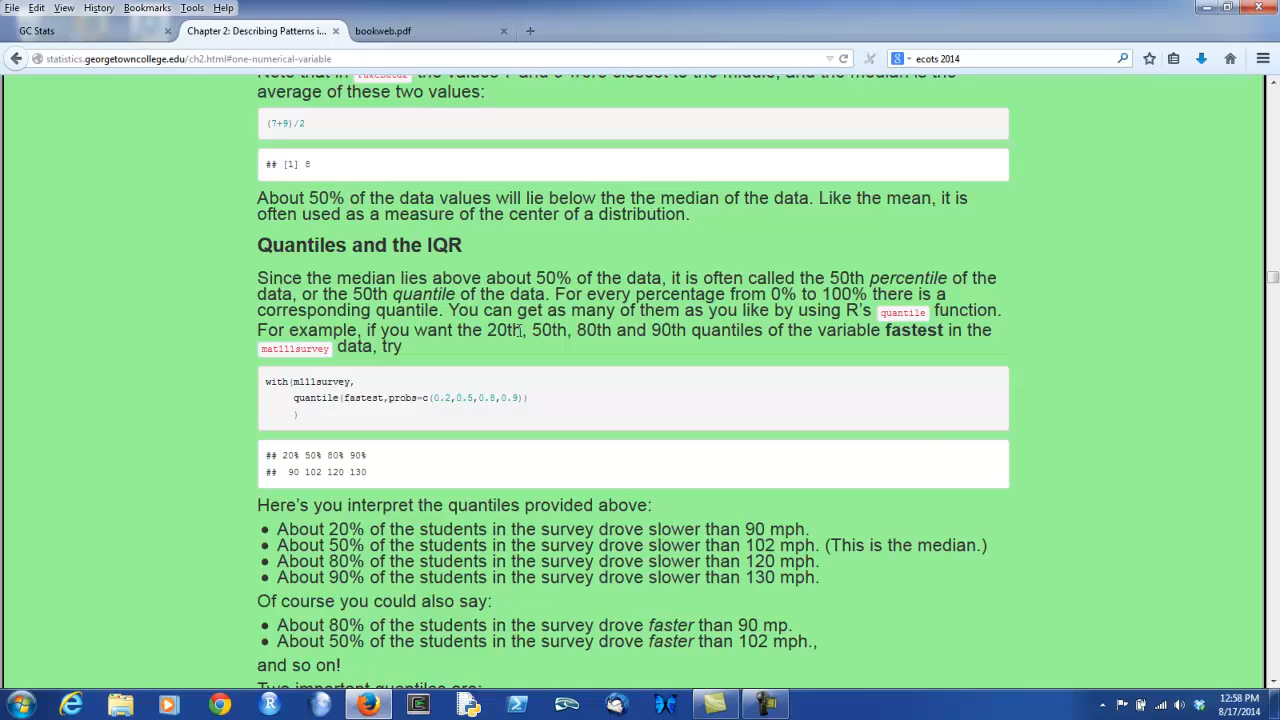 File Edit View History Bookmarks Tools Help
GC Stats × Chapter 2: Describing Patterns i... × bookweb.pdf × +
statistics.georgetowncollege.edu/ch2.html#one-numerical-variable ecots 2014
average of these two values:
(7+9)/2
## [1] 8
About 50% of the data values will lie below the the median of the data. Like the mean, it is
often used as a measure of the center of a distribution.
Quantiles and the IQR
Since the median lies above about 50% of the data, it is often called the 50th percentile of the
data, or the 50th quantile of the data. For every percentage from 0% to 100% there is a
corresponding quantile. You can get as many of them as you like by using R's quantile function.
For example, if you want the 20th, 50th, 80th and 90th quantiles of the variable fastest in the
mat111survey data, try
with(m111survey,
quantile(fastest,probs=c(0.2,0.5,0.8,0.9))
)
## 20% 50% 80% 90%
## 90 102 120 130
Here's you interpret the quantiles provided above:
• About 20% of the students in the survey drove slower than 90 mph.
• About 50% of the students in the survey drove slower than 102 mph. (This is the median.)
• About 80% of the students in the survey drove slower than 120 mph.
• About 90% of the students in the survey drove slower than 130 mph.
Of course you could also say:
• About 80% of the students in the survey drove faster than 90 mp.
• About 50% of the students in the survey drove faster than 102 mph.,
and so on!
Two important quantiles are:
12:58 PM
8/17/2014